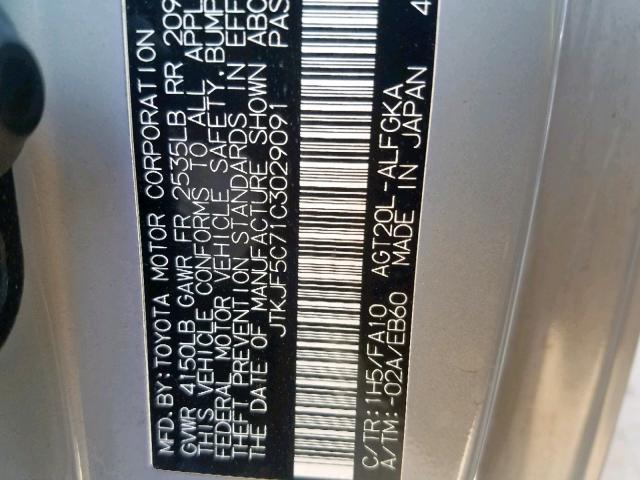 MFD BY: TOYOTA MOTOR CORPORATION
GVWR 4150LB GAWR FR 2535LB RR 209
THIS VEHICLE CONFORMS TO ALL APPL
FEDERAL MOTOR VEHICLE SAFETY, BUMP
THEFT PREVENTION STANDARDS IN EFF
THE DATE OF MANUFACTURE SHOWN ABO
JTKJF5C71C3029091 PAS
C/TR: 1H5/FA10 AGT20L-ALFGKA
A/TM: -02A/EB60 MADE IN JAPAN 4